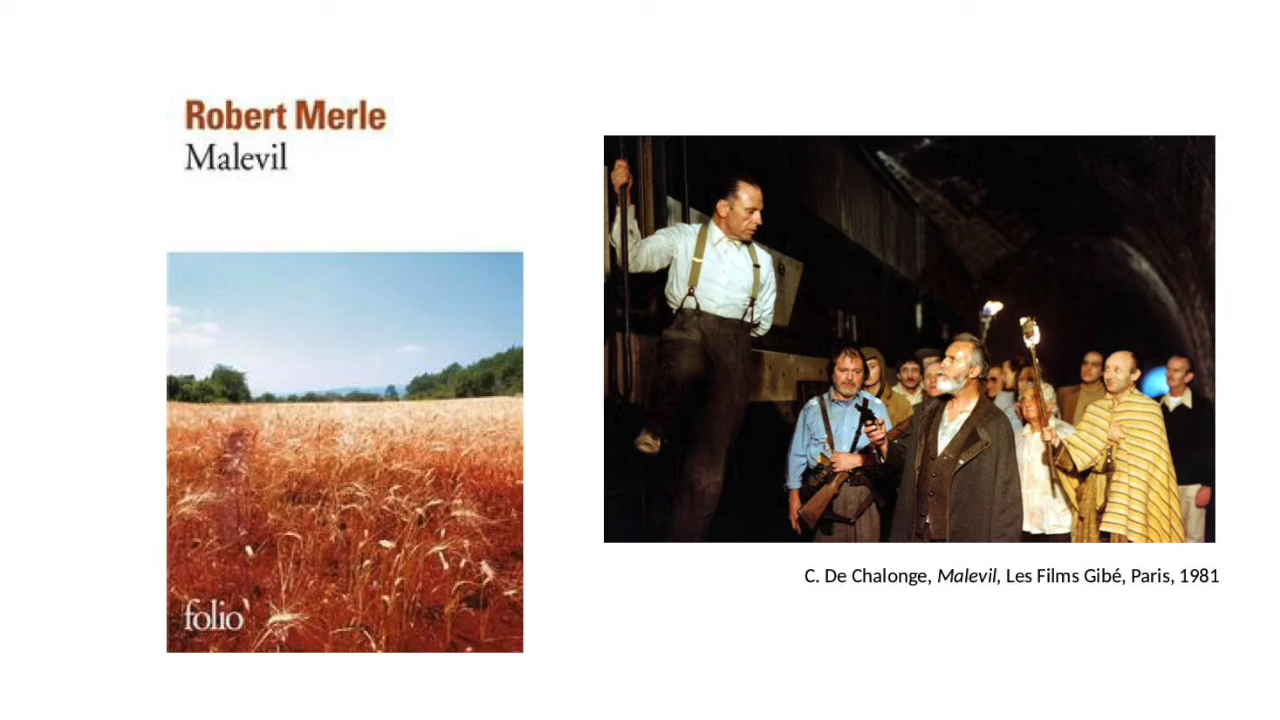 Robert Merle
Malevil
folio
C. De Chalonge, Malevil, Les Films Gibé, Paris, 1981